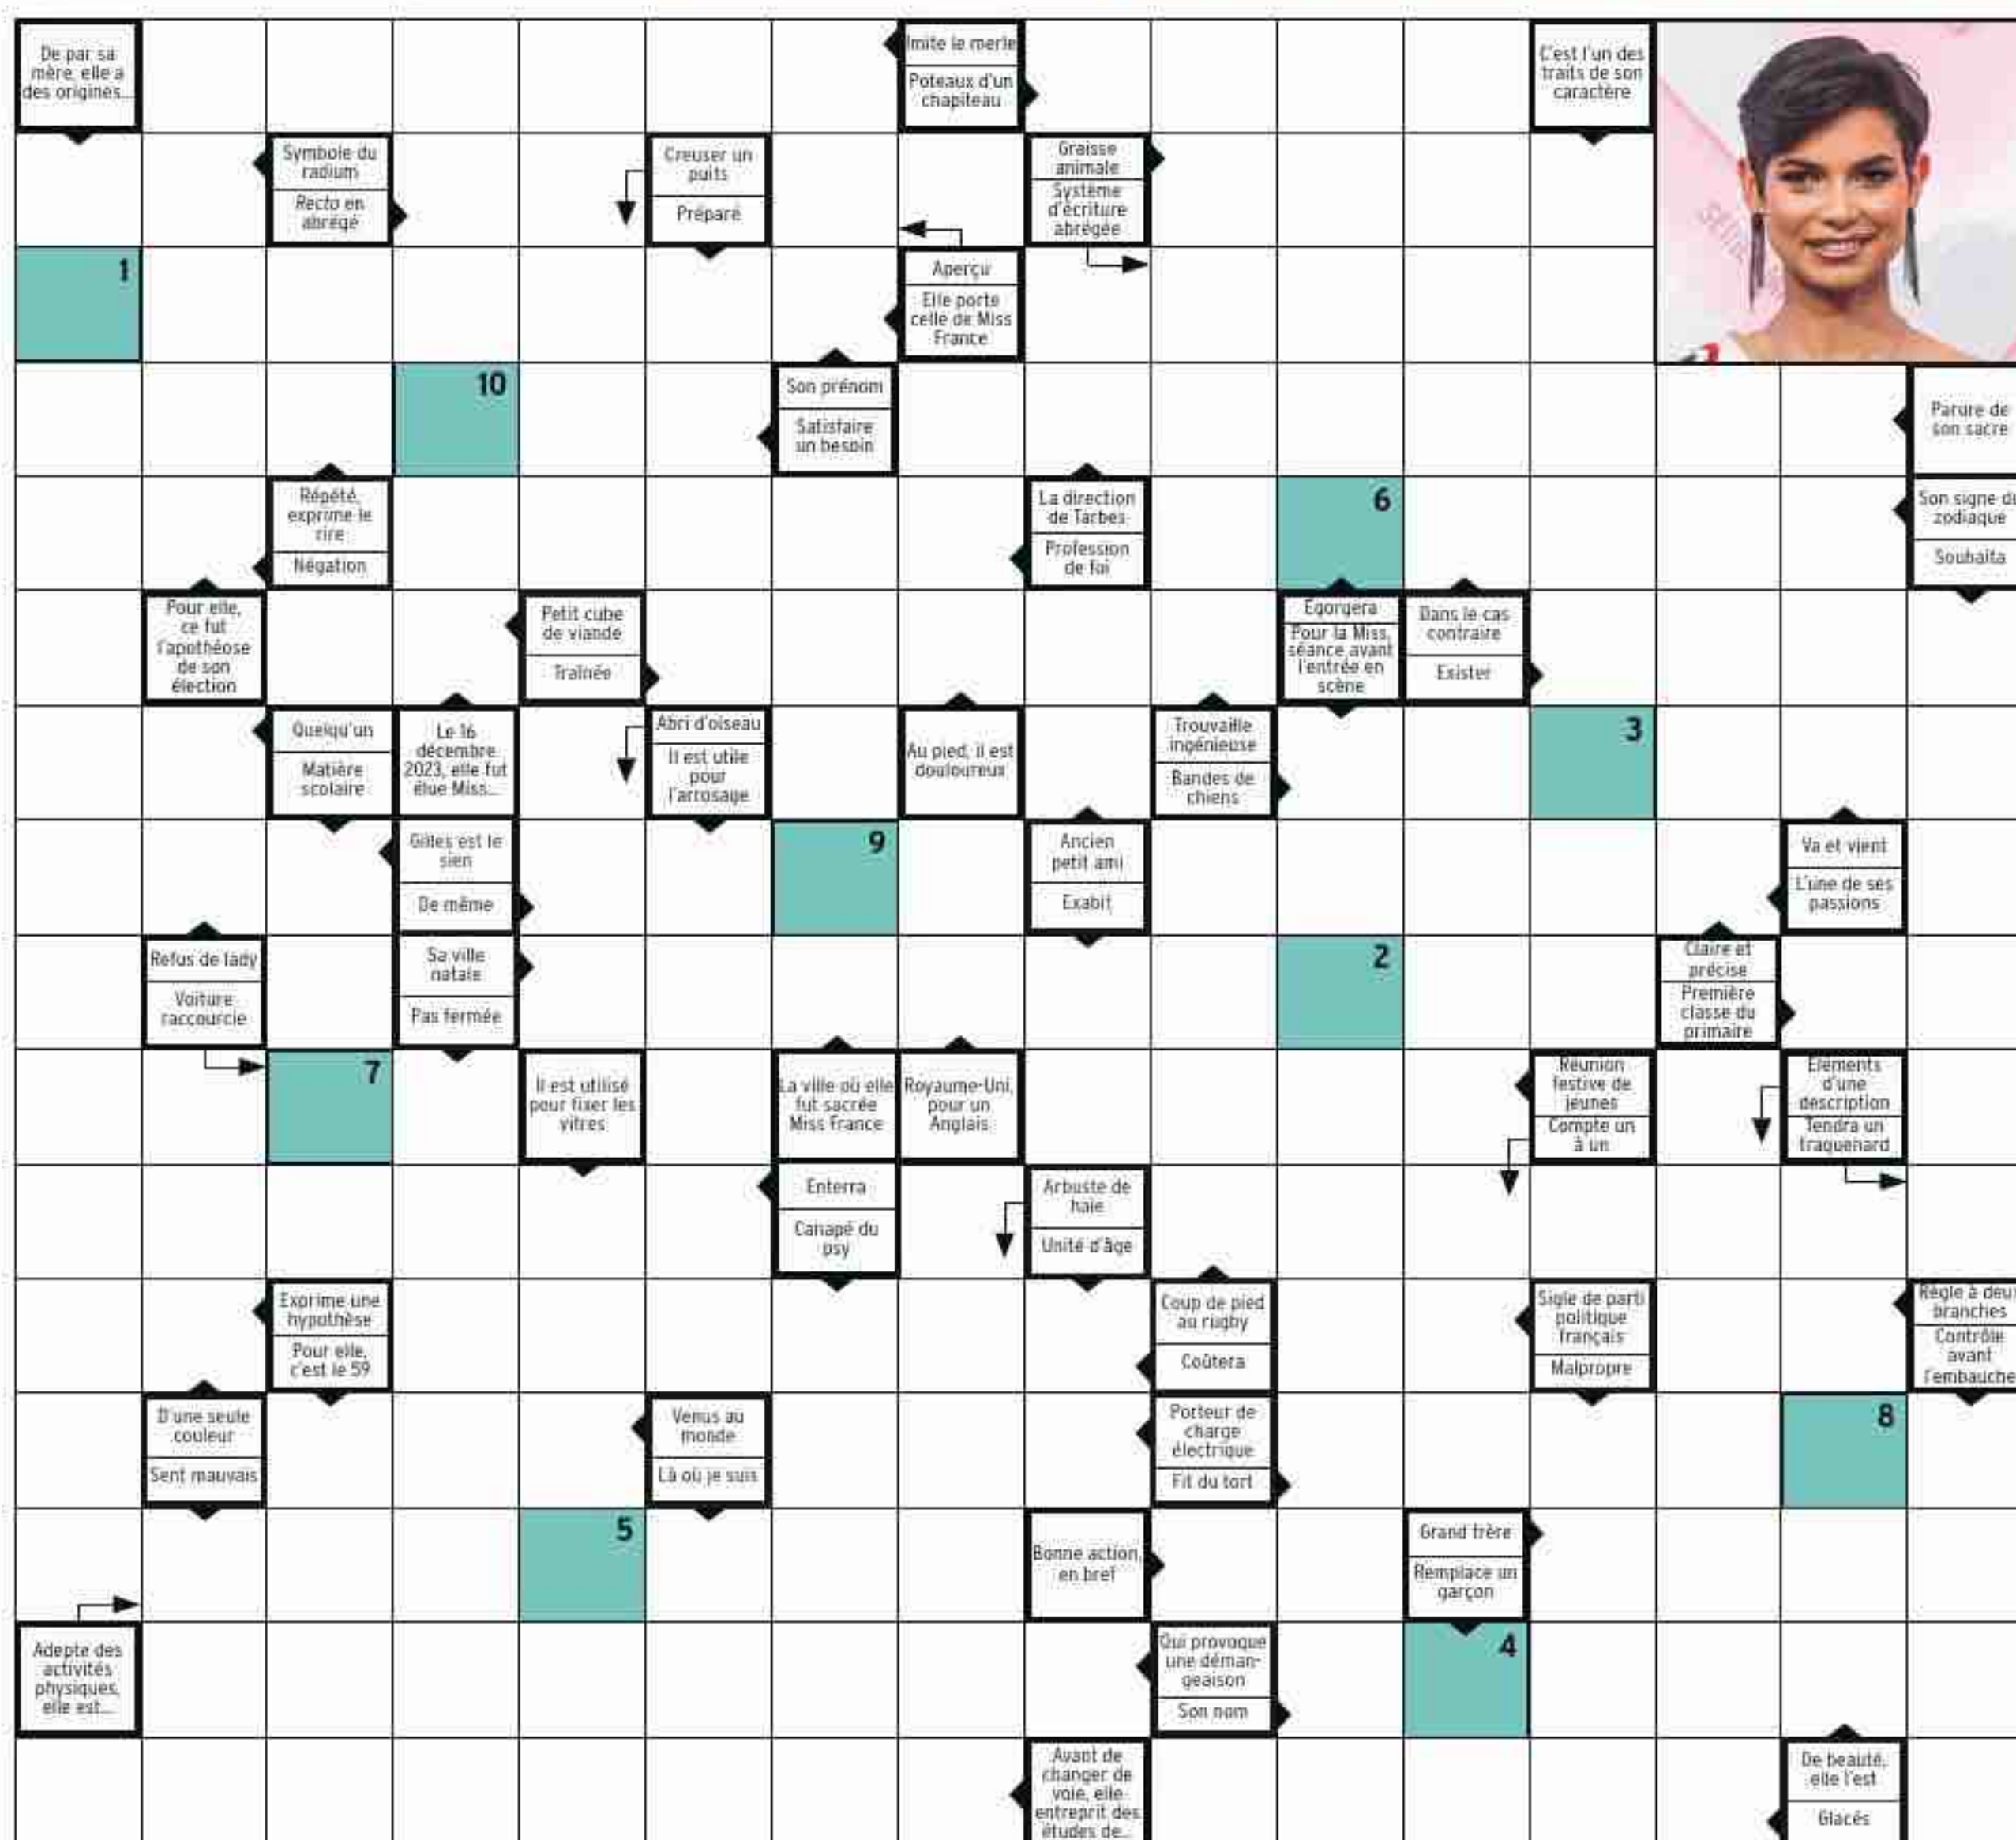 De par sa
mère, elle a
des origines...
Imite le merle
Poteaux d'un
chapiteau
C'est l'un des
traits de son
caractère
Symbole du
radium
Recto en
abrégé
Creuser un
puits
Préparé
Graisse
animale
Système
d'écriture
abrégée
1
Aperçu
Elle porte
celle de Miss
France
10
Son prénom
Satisfaire
un besoin
Parure de
son sacre
Répété,
exprime le
rire
Négation
La direction
de Tarbes
Profession
de foi
6
Son signe du
zodiaque
Souhaita
Pour elle,
ce fut
l'apothéose
de son
élection
Petit cube
de viande
Traînée
Egorgera
Pour la Miss,
séance avant
l'entrée en
scène
Dans le cas
contraire
Exister
Quelqu'un
Matière
scolaire
Le 16
décembre
2023, elle fut
élue Miss...
Abri d'oiseau
Il est utile
pour
l'arrosage
Au pied, il est
douloureux
Trouvaille
ingénieuse
Bandes de
chiens
3
Gilles est le
sien
De même
9
Ancien
petit ami
Exabit
Va et vient
L'une de ses
passions
Refus de lady
Voiture
raccourcie
Sa ville
natale
Pas fermée
2
Claire et
précise
Première
classe du
primaire
7
Il est utilisé
pour fixer les
vitres
La ville où elle
fut sacrée
Miss France
Royaume-Uni,
pour un
Anglais
Réunion
festive de
jeunes
Compte un
à un
Elements
d'une
description
Tendra un
traquenard
Enterra
Canapé du
psy
Arbuste de
haie
Unité d'âge
Exprime une
hypothèse
Pour elle,
c'est le 59
Coup de pied
au rugby
Coûtera
Sigle de parti
politique
français
Malpropre
Règle à deux
branches
Contrôle
avant
l'embauche
D'une seule
couleur
Sent mauvais
Venus au
monde
Là où je suis
Porteur de
charge
électrique
Fit du tort
8
5
Bonne action,
en bref
Grand frère
Remplace un
garçon
Adepte des
activités
physiques,
elle est...
Qui provoque
une déman-
geaison
Son nom
4
Avant de
changer de
voie, elle
entreprit des
études de...
De beauté,
elle l'est
Glacés